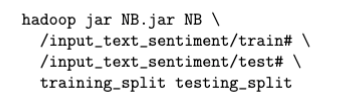 hadoop jar NB.jar NB \
/input_text_sentiment/train# \
/input_text_sentiment/test# \
training_split testing_split